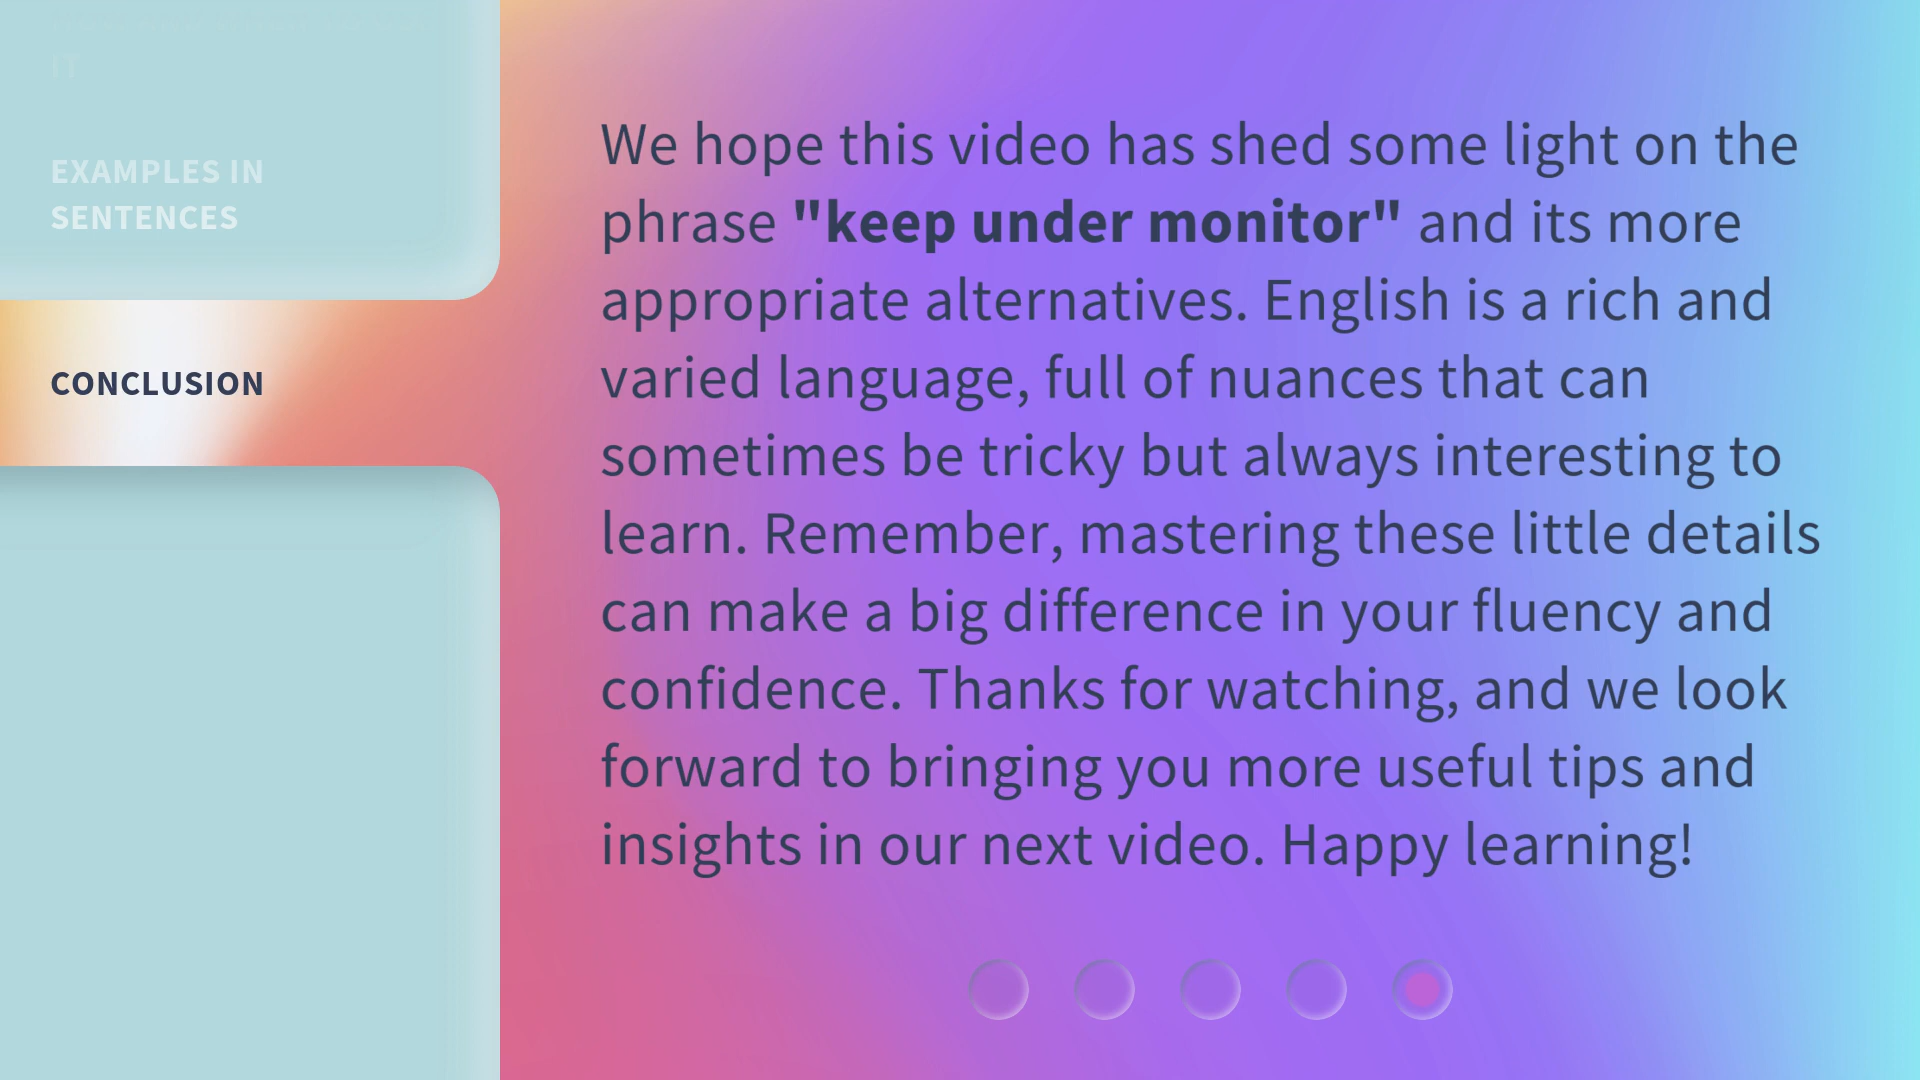 IT
EXAMPLES IN
SENTENCES
CONCLUSION
We hope this video has shed some light on the
phrase "keep under monitor" and its more
appropriate alternatives. English is a rich and
varied language, full of nuances that can
sometimes be tricky but always interesting to
learn. Remember, mastering these little details
can make a big difference in your fluency and
confidence. Thanks for watching, and we look
forward to bringing you more useful tips and
insights in our next video. Happy learning!